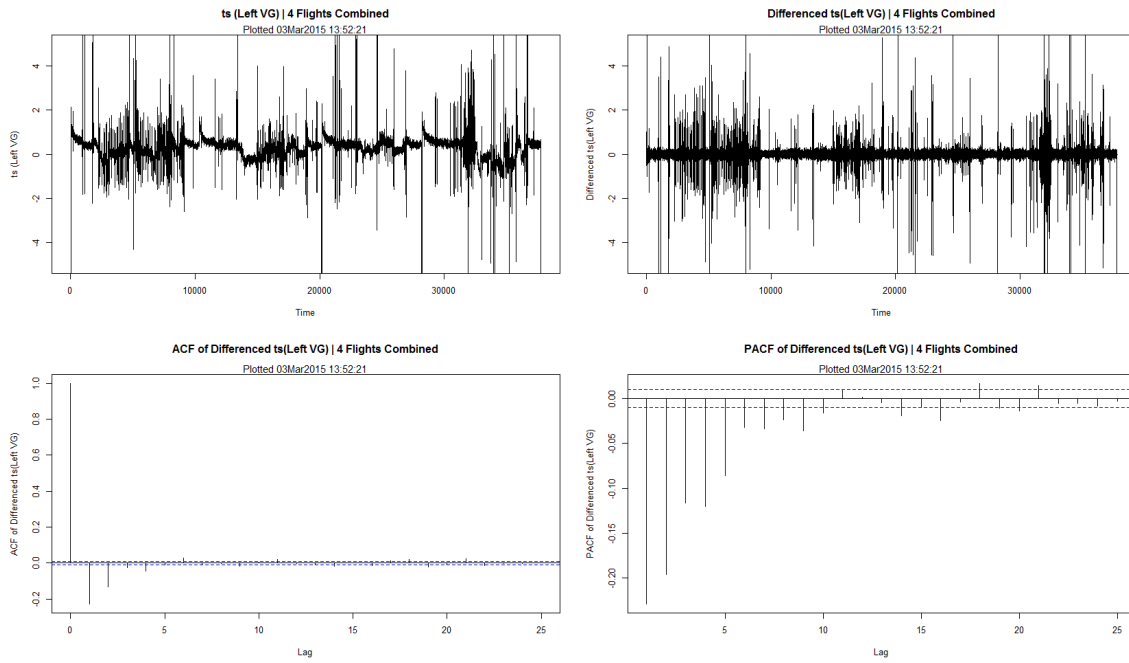 ts (Left VG) | 4 Flights Combined
Plotted 03Mar2015 13:52:21
ts (Left VG)
4
2
0
-2
-4
0 10000 20000 30000
Time
Differenced ts(Left VG) | 4 Flights Combined
Plotted 03Mar2015 13:52:21
Differenced ts(Left VG)
4
2
0
-2
-4
0 10000 20000 30000
Time
ACF of Differenced ts(Left VG) | 4 Flights Combined
Plotted 03Mar2015 13:52:21
ACF of Differenced ts(Left VG)
1.0
0.8
0.6
0.4
0.2
0.0
-0.2
0 5 10 15 20 25
Lag
PACF of Differenced ts(Left VG) | 4 Flights Combined
Plotted 03Mar2015 13:52:21
PACF of Differenced ts(Left VG)
0.00
-0.05
-0.10
-0.15
-0.20
5 10 15 20 25
Lag